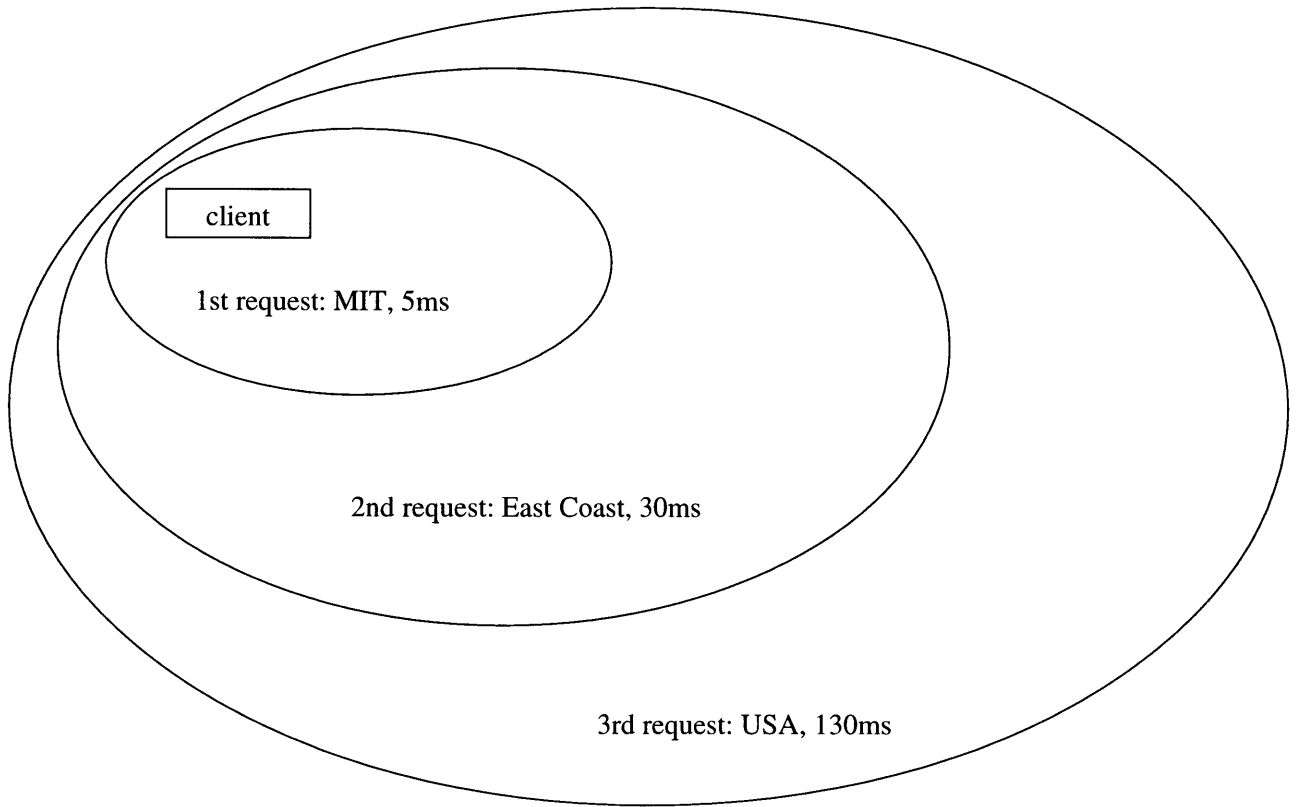 client
1st request: MIT, 5ms
2nd request: East Coast, 30ms
3rd request: USA, 130ms